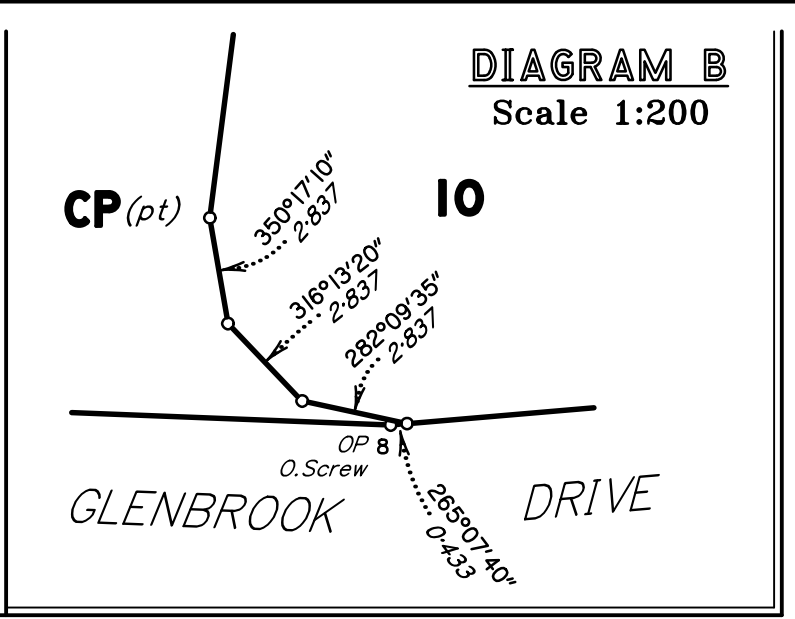 DIAGRAM B
Scale 1:200
CP (pt)
10
350°17'10"
2·837
316°13'20"
2·837
282°09'35"
2·837
OP 8
O.Screw
265°07'40"
0·433
GLENBROOK DRIVE